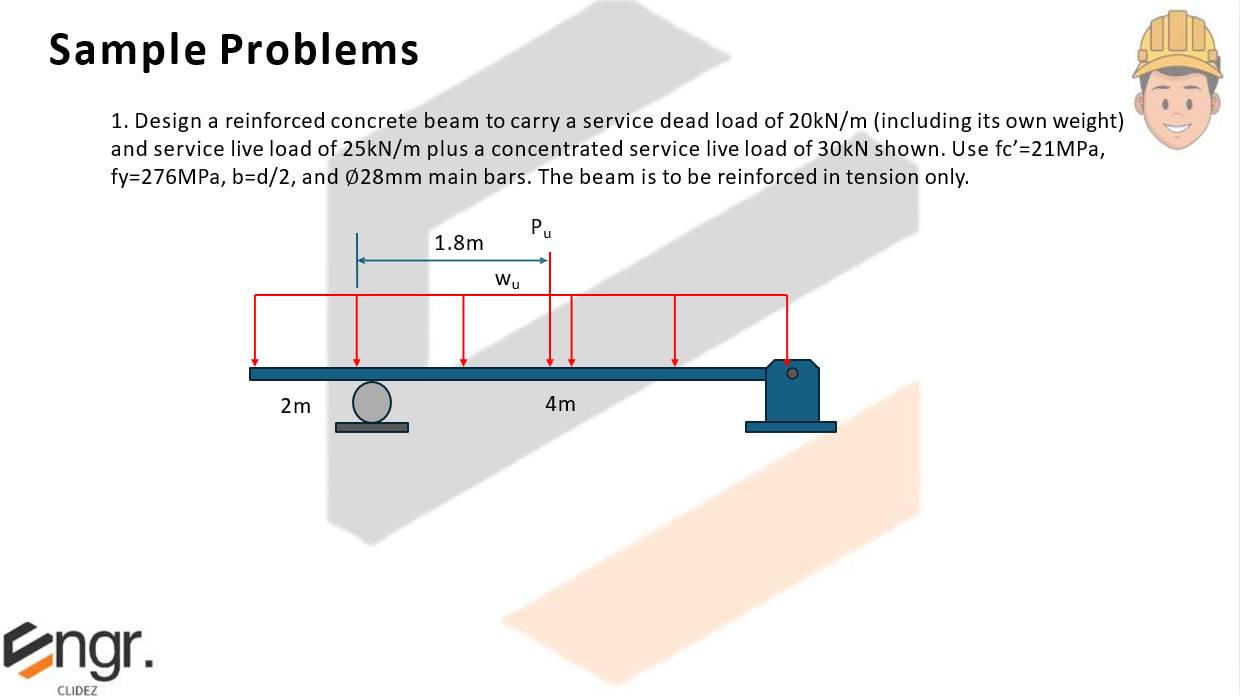 Sample Problems
1. Design a reinforced concrete beam to carry a service dead load of 20kN/m (including its own weight)
and service live load of 25kN/m plus a concentrated service live load of 30kN shown. Use fc’=21MPa,
fy=276MPa, b=d/2, and Ø28mm main bars. The beam is to be reinforced in tension only.
Pu
1.8m
wu
2m
4m
Engr.
CLIDEZ